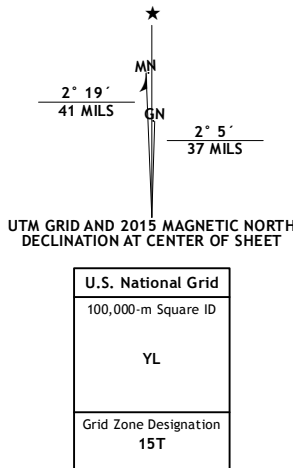 ★
MN
GN
2° 19´
41 MILS
2° 5´
37 MILS
UTM GRID AND 2015 MAGNETIC NORTH
DECLINATION AT CENTER OF SHEET
U.S. National Grid
100,000-m Square ID
YL
Grid Zone Designation
15T